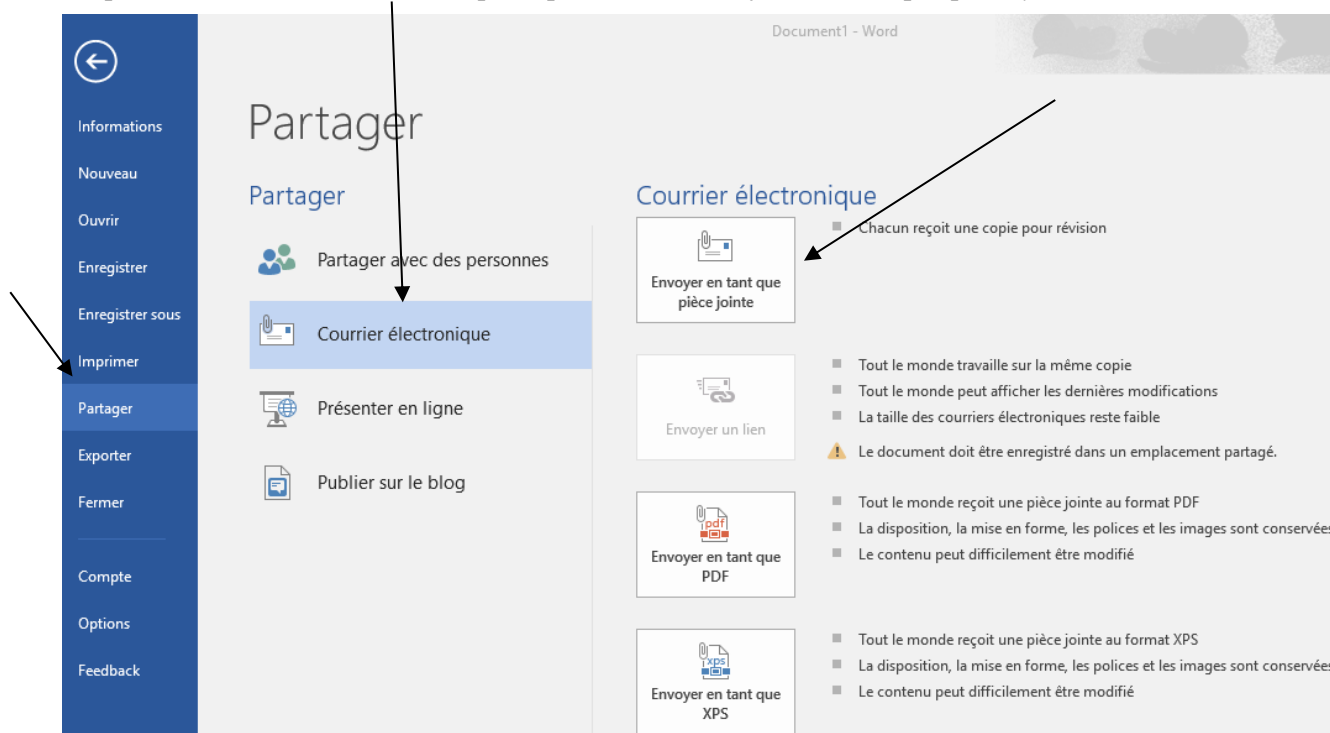 Document1 - Word
Informations
Nouveau
Ouvrir
Enregistrer
Enregistrer sous
Imprimer
Partager
Exporter
Fermer
Compte
Options
Feedback
Partager
Partager
Partager avec des personnes
Courrier électronique
Présenter en ligne
Publier sur le blog
Courrier électronique
Envoyer en tant que
pièce jointe
Chacun reçoit une copie pour révision
Envoyer un lien
Tout le monde travaille sur la même copie
Tout le monde peut afficher les dernières modifications
La taille des courriers électroniques reste faible
Le document doit être enregistré dans un emplacement partagé.
pdf
Envoyer en tant que
PDF
Tout le monde reçoit une pièce jointe au format PDF
La disposition, la mise en forme, les polices et les images sont conservées
Le contenu peut difficilement être modifié
xps
Envoyer en tant que
XPS
Tout le monde reçoit une pièce jointe au format XPS
La disposition, la mise en forme, les polices et les images sont conservées
Le contenu peut difficilement être modifié